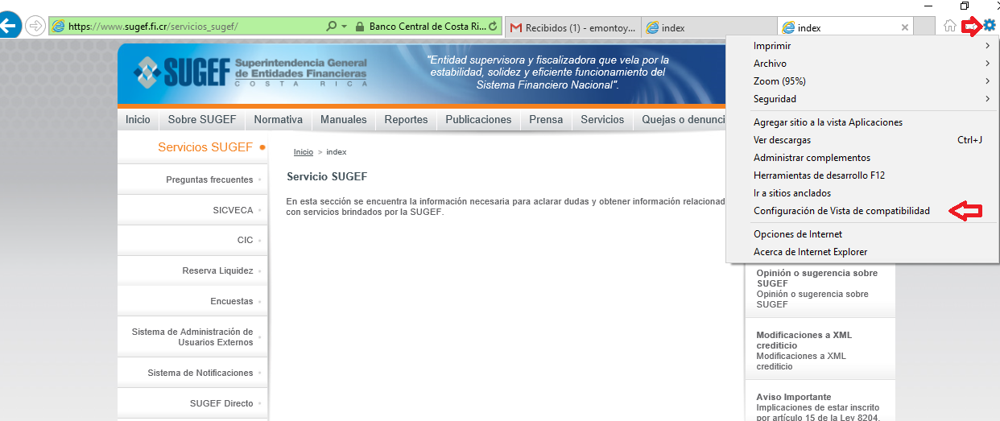 https://www.sugef.fi.cr/servicios_sugef/
Banco Central de Costa Ri...
Recibidos (1) - emontoy...
index
index
Imprimir
Archivo
Zoom (95%)
Seguridad
Agregar sitio a la vista Aplicaciones
Ver descargas Ctrl+J
Administrar complementos
Herramientas de desarrollo F12
Ir a sitios anclados
Configuración de Vista de compatibilidad
Opciones de Internet
Acerca de Internet Explorer
SUGEF
Superintendencia General
de Entidades Financieras
COSTA RICA
"Entidad supervisora y fiscalizadora que vela por la
estabilidad, solidez y eficiente funcionamiento del
Sistema Financiero Nacional".
Inicio Sobre SUGEF Normativa Manuales Reportes Publicaciones Prensa Servicios Quejas o denunci
Servicios SUGEF
Preguntas frecuentes
SICVECA
CIC
Reserva Liquidez
Encuestas
Sistema de Administración de
Usuarios Externos
Sistema de Notificaciones
SUGEF Directo
Inicio > index
Servicio SUGEF
En esta sección se encuentra la información necesaria para aclarar dudas y obtener información relacionad
con servicios brindados por la SUGEF.
Opinión o sugerencia sobre
SUGEF
Opinión o sugerencia sobre
SUGEF
Modificaciones a XML
crediticio
Modificaciones a XML
crediticio
Aviso Importante
Implicaciones de estar inscrito
por artículo 15 de la Ley 8204.